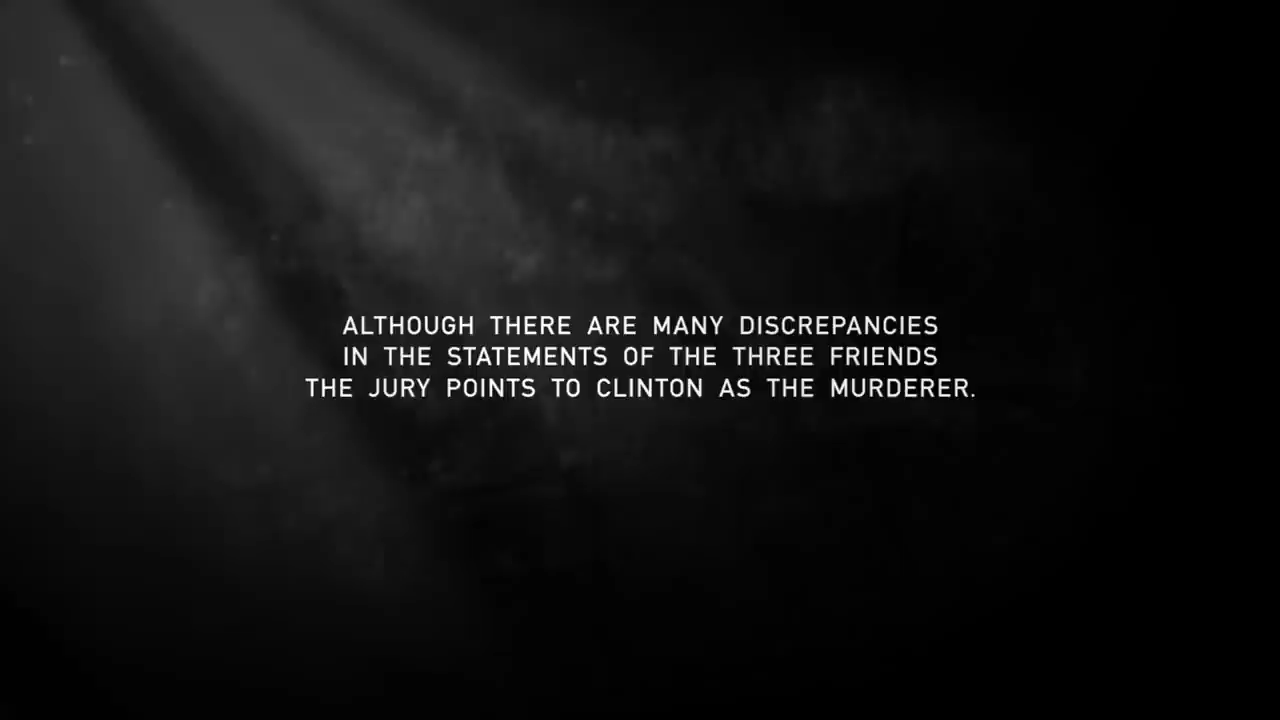 ALTHOUGH THERE ARE MANY DISCREPANCIES
IN THE STATEMENTS OF THE THREE FRIENDS
THE JURY POINTS TO CLINTON AS THE MURDERER.